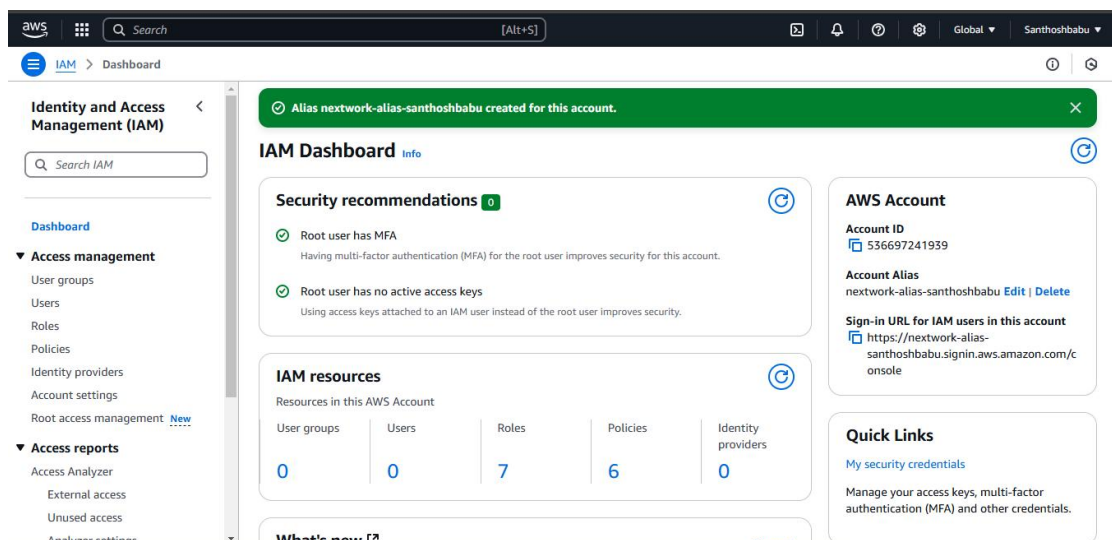 aws
Search [Alt+S]
Global Santhoshbabu
IAM > Dashboard
Identity and Access
Management (IAM)
Search IAM
Dashboard
Access management
User groups
Users
Roles
Policies
Identity providers
Account settings
Root access management New
Access reports
Access Analyzer
External access
Unused access
Analyzer settings
Alias nextwork-alias-santhoshbabu created for this account.
IAM Dashboard Info
Security recommendations 0
Root user has MFA
Having multi-factor authentication (MFA) for the root user improves security for this account.
Root user has no active access keys
Using access keys attached to an IAM user instead of the root user improves security.
IAM resources
Resources in this AWS Account
User groups Users Roles Policies Identity
providers
0 0 7 6 0
What's new
AWS Account
Account ID
536697241939
Account Alias
nextwork-alias-santhoshbabu Edit | Delete
Sign-in URL for IAM users in this account
https://nextwork-alias-
santhoshbabu.signin.aws.amazon.com/c
onsole
Quick Links
My security credentials
Manage your access keys, multi-factor
authentication (MFA) and other credentials.